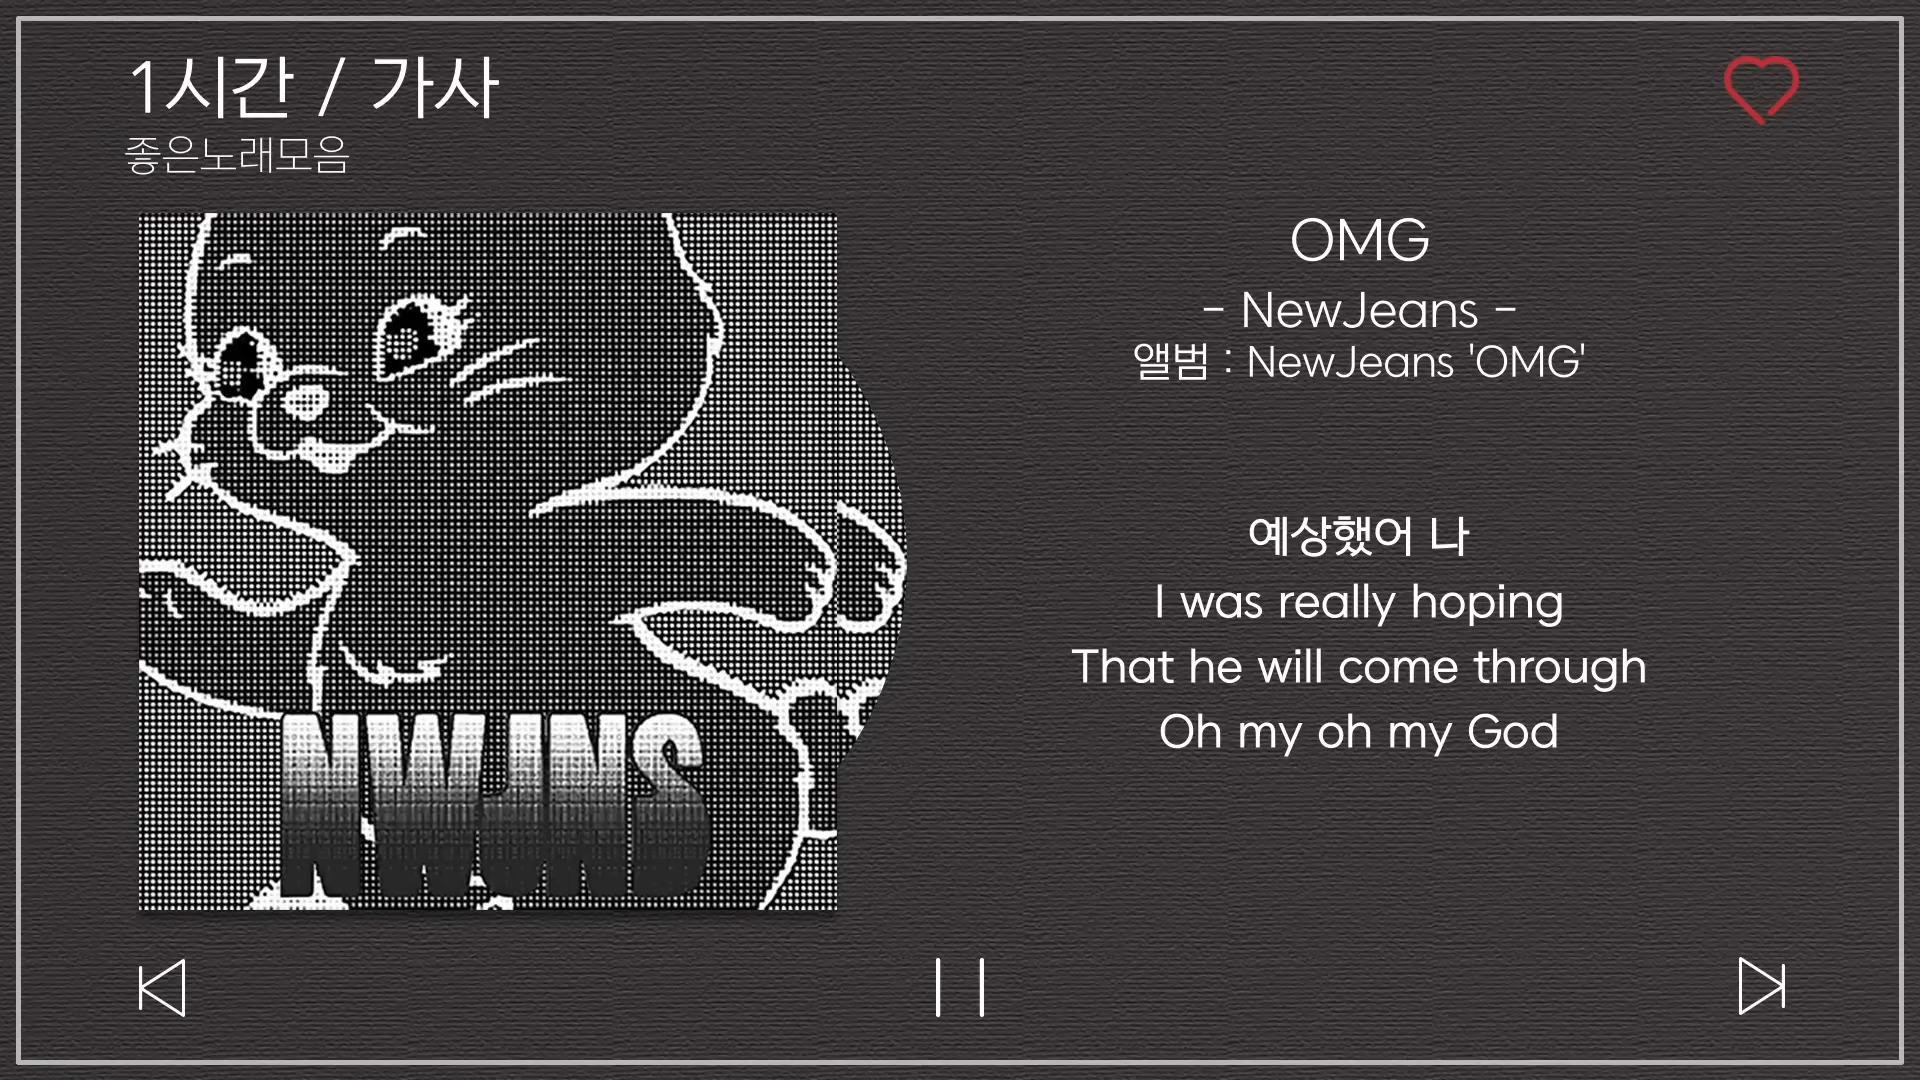 1시간 / 가사
좋은노래모음
OMG
- NewJeans -
앨범 : NewJeans 'OMG'
예상했어 나
I was really hoping
That he will come through
Oh my oh my God
NWJNS